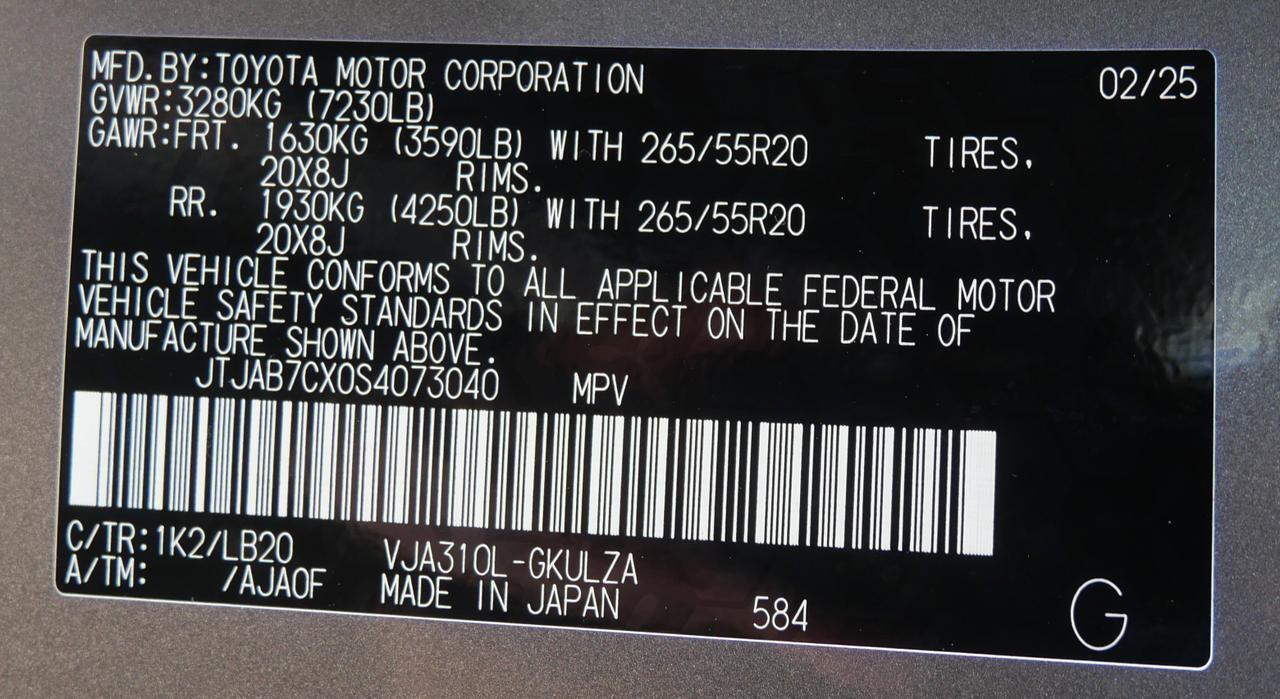 MFD.BY:TOYOTA MOTOR CORPORATION 02/25
GVWR:3280KG (7230LB)
GAWR:FRT. 1630KG (3590LB) WITH 265/55R20 TIRES,
20X8J RIMS.
RR. 1930KG (4250LB) WITH 265/55R20 TIRES,
20X8J RIMS.
THIS VEHICLE CONFORMS TO ALL APPLICABLE FEDERAL MOTOR
VEHICLE SAFETY STANDARDS IN EFFECT ON THE DATE OF
MANUFACTURE SHOWN ABOVE.
JTJAB7CX0S4073040 MPV
C/TR:1K2/LB20 VJA310L-GKULZA
A/TM: /AJA0F MADE IN JAPAN 584 G